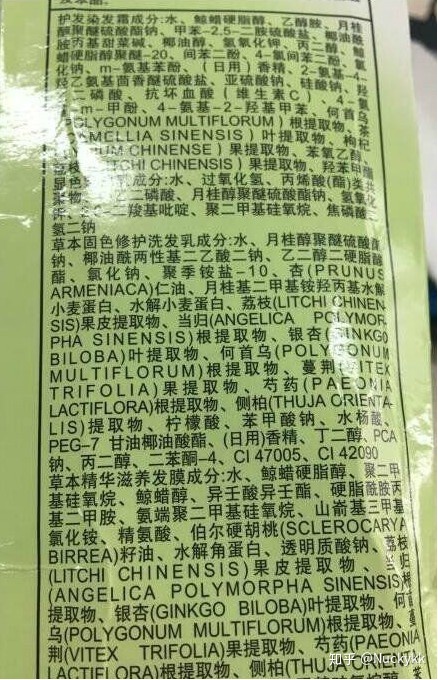 护发染发霜成分:水、鲸蜡硬脂醇、乙醇胺、月桂
醇聚醚硫酸酯钠、甲苯-2,5-二胺硫酸盐、椰油酰
胺丙基甜菜碱、椰油醇、氢氧化钾、丙二醇、鲸
蜡硬脂醇聚醚-20、间苯二酚、4-氯间苯二酚、氯
化钠、m-氨基苯酚、(日用)香精、2-氨基-4-
羟乙氨基茴香醚硫酸盐、亚硫酸钠、硅酸钠、羟
二磷酸、抗坏血酸(维生素C)、4-氨
-m-甲酚、4-氨基-2-羟基甲苯、何首乌
POLYGONUM MULTIFLORUM)根提取物、茶
AMELLIA SINENSIS)叶提取物、枸杞
UM CHINENSE)果提取物、苯氧乙醇、
TCHI CHINENSIS)果提取物、羟苯甲酯
成分:水、过氧化氢、丙烯酸(酯)类共
二磷酸、月桂醇聚醚硫酸酯钠、氢氧化
二羧基吡啶、聚二甲基硅氧烷、焦磷酸
氢二钠
草本固色修护洗发乳成分:水、月桂醇聚醚硫酸酯
钠、椰油酰两性基二乙酸二钠、乙二醇二硬脂酸
酯、氯化钠、聚季铵盐-10、杏(PRUNUS
ARMENIACA)仁油、月桂基二甲基铵羟丙基水解
小麦蛋白、水解小麦蛋白、荔枝(LITCHI CHINEN-
SIS)果皮提取物、当归(ANGELICA POLYMOR-
PHA SINENSIS)根提取物、银杏(GINKGO
BILOBA)叶提取物、何首乌(POLYGONUM
MULTIFLORUM)根提取物、蔓荆(VITEX
TRIFOLIA)果提取物、芍药(PAEONIA
LACTIFLORA)根提取物、侧柏(THUJA ORIENTA-
LIS)提取物、柠檬酸、苯甲酸钠、水杨酸、
PEG-7 甘油椰油酸酯、(日用)香精、丁二醇、PCA
钠、丙二醇、二苯酮-4、CI 47005、CI 42090
草本精华滋养发膜成分:水、鲸蜡硬脂醇、聚二甲
基硅氧烷、鲸蜡醇、异壬酸异壬酯、硬脂酰胺丙
基二甲胺、氨端聚二甲基硅氧烷、山嵛基三甲基
氯化铵、精氨酸、伯尔硬胡桃(SCLEROCARYA
BIRREA)籽油、水解角蛋白、透明质酸钠、荔枝
(LITCHI CHINENSIS)果皮提取物、当归
(ANGELICA POLYMORPHA SINENSIS)根
提取物、银杏(GINKGO BILOBA)叶提取物、何首
乌(POLYGONUM MULTIFLORUM)根提取物、蔓
荆(VITEX TRIFOLIA)果提取物、芍药(PAEONIA
LACTIFLORA)根提取物、侧柏(THUJA
知乎 @Nuckykk